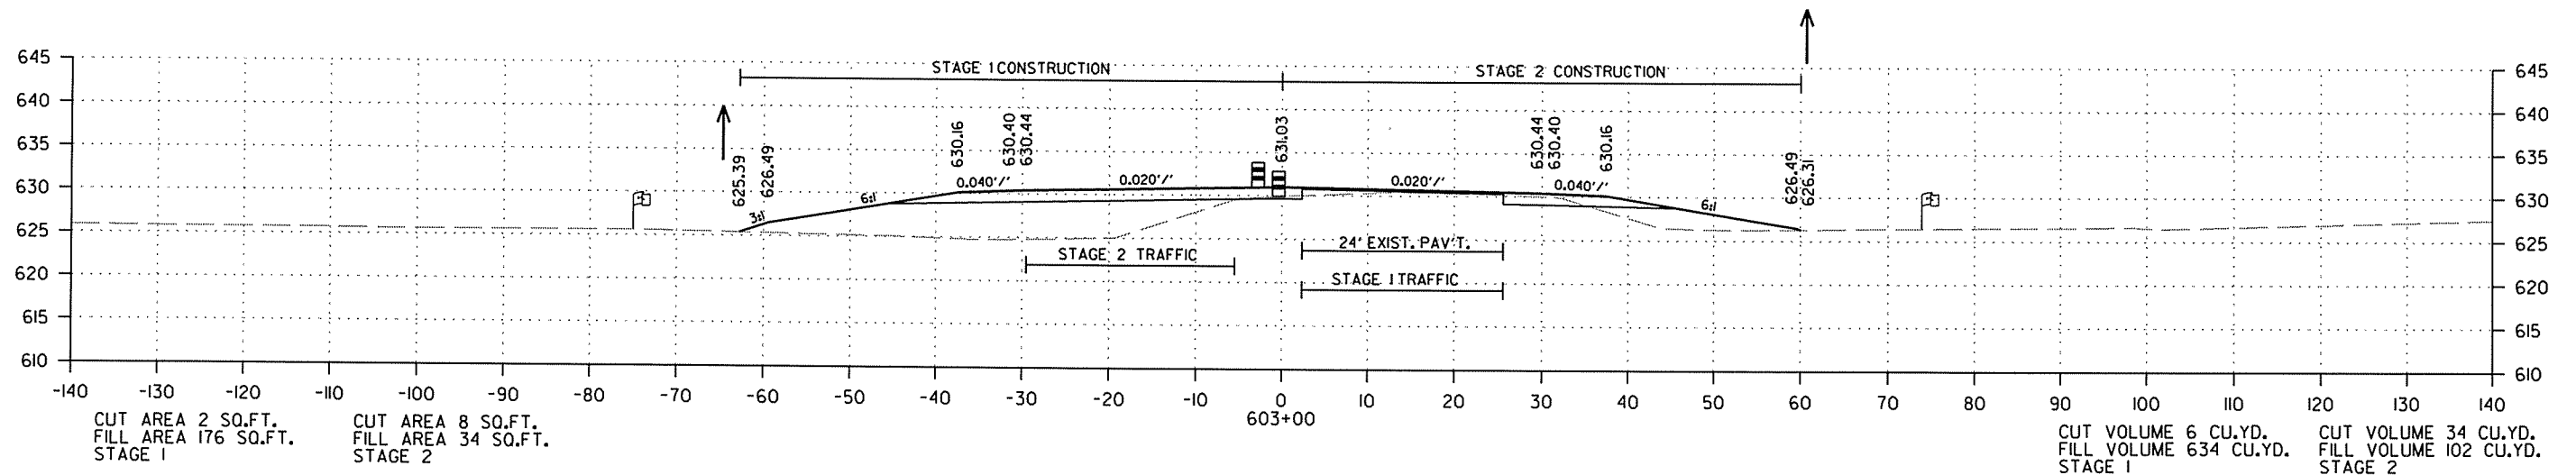 STAGE 1 CONSTRUCTION
STAGE 2 CONSTRUCTION
645
640
635
630
625
620
615
610
645
640
635
630
625
620
615
610
625.39
626.49
630.16
630.40
630.44
631.03
630.44
630.40
630.16
626.49
626.31
3:1
6:1
0.040'/'
0.020'/'
0.020'/'
0.040'/'
6:1
24' EXIST. PAV'T.
STAGE 2 TRAFFIC
STAGE 1 TRAFFIC
-140 -130 -120 -110 -100 -90 -80 -70 -60 -50 -40 -30 -20 -10 0 10 20 30 40 50 60 70 80 90 100 110 120 130 140
603+00
CUT AREA 2 SQ.FT.
FILL AREA 176 SQ.FT.
STAGE 1
CUT AREA 8 SQ.FT.
FILL AREA 34 SQ.FT.
STAGE 2
CUT VOLUME 6 CU.YD.
FILL VOLUME 634 CU.YD.
STAGE 1
CUT VOLUME 34 CU.YD.
FILL VOLUME 102 CU.YD.
STAGE 2